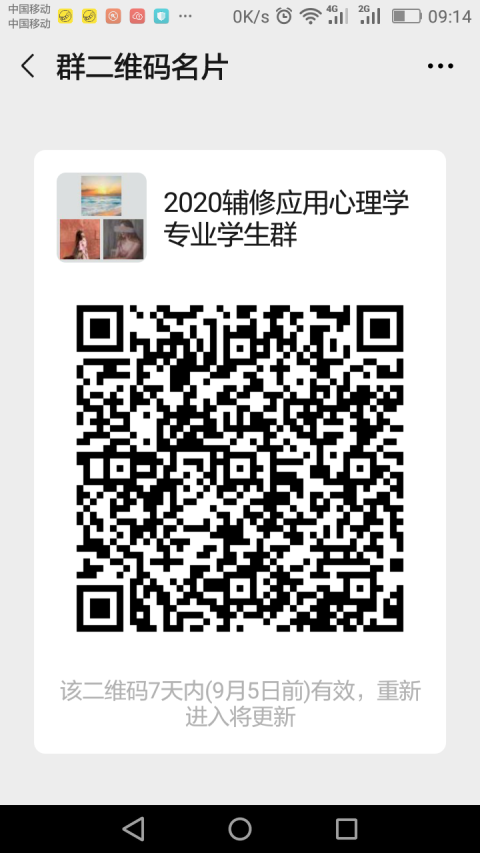 中国移动
中国移动
0K/s
4G
2G
09:14
群二维码名片
2020辅修应用心理学
专业学生群
该二维码7天内(9月5日前)有效，重新
进入将更新